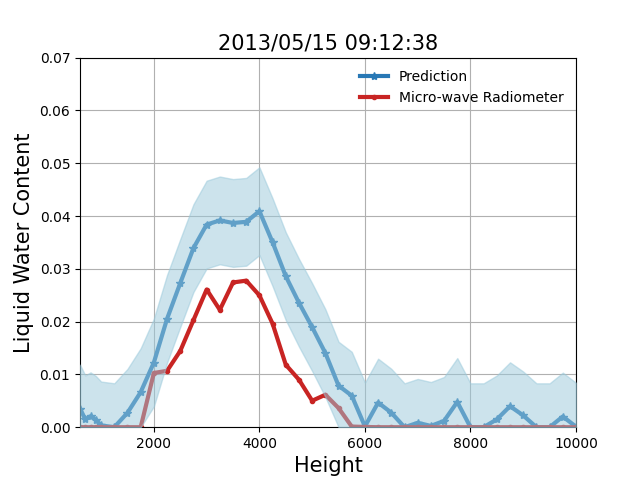 2013/05/15 09:12:38
0.07
0.06
0.05
0.04
0.03
0.02
0.01
0.00
Liquid Water Content
Prediction
Micro-wave Radiometer
2000 4000 6000 8000 10000
Height